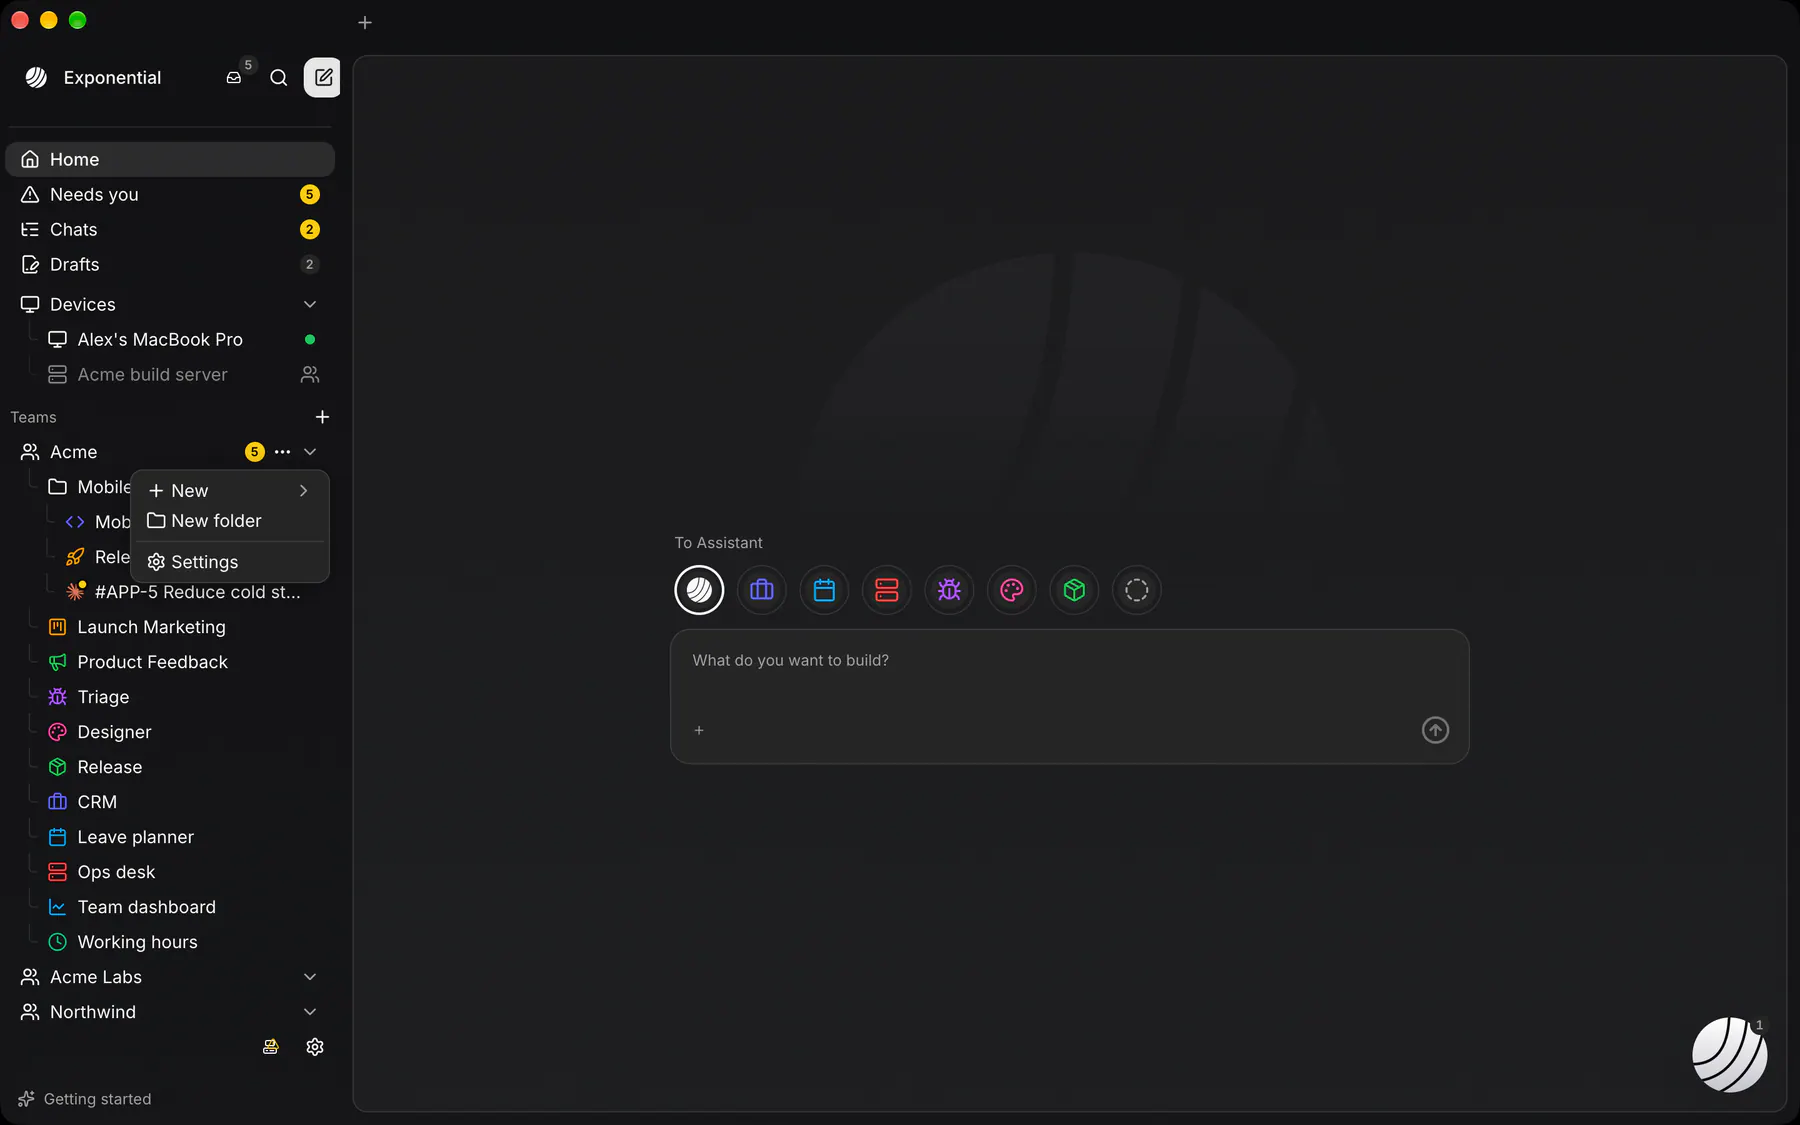 Exponential
5
Home
Needs you
5
Chats
2
Drafts
2
Devices
Alex's MacBook Pro
Acme build server
Teams
Acme
5
Mobile
New
Mob
New folder
Rele
Settings
#APP-5 Reduce cold st...
Launch Marketing
Product Feedback
Triage
Designer
Release
CRM
Leave planner
Ops desk
Team dashboard
Working hours
Acme Labs
Northwind
Getting started
To Assistant
What do you want to build?
1